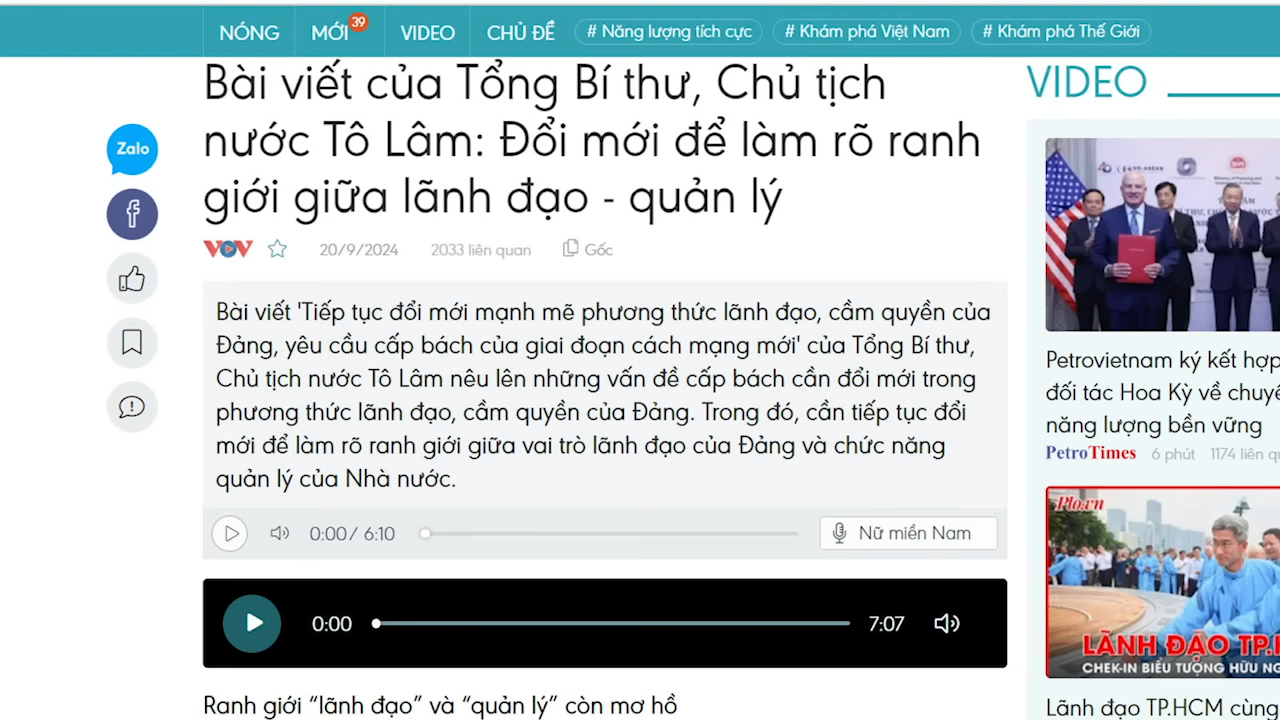 NÓNG
MỚI
39
VIDEO
CHỦ ĐỀ
# Năng lượng tích cực
# Khám phá Việt Nam
# Khám phá Thế Giới
Bài viết của Tổng Bí thư, Chủ tịch
nước Tô Lâm: Đổi mới để làm rõ ranh
giới giữa lãnh đạo - quản lý
VOV
20/9/2024
2033 liên quan
Gốc
Zalo
Bài viết 'Tiếp tục đổi mới mạnh mẽ phương thức lãnh đạo, cầm quyền của
Đảng, yêu cầu cấp bách của giai đoạn cách mạng mới' của Tổng Bí thư,
Chủ tịch nước Tô Lâm nêu lên những vấn đề cấp bách cần đổi mới trong
phương thức lãnh đạo, cầm quyền của Đảng. Trong đó, cần tiếp tục đổi
mới để làm rõ ranh giới giữa vai trò lãnh đạo của Đảng và chức năng
quản lý của Nhà nước.
0:00 / 6:10
Nữ miền Nam
0:00
7:07
Ranh giới “lãnh đạo” và “quản lý” còn mơ hồ
VIDEO
Petrovietnam ký kết hợp
đối tác Hoa Kỳ về chuyể
năng lượng bền vững
PetroTimes
6 phút
1174 liên qu
Plo.vn
LÃNH ĐẠO TP.H
CHEK-IN BIỂU TƯỢNG HỮU NG
Lãnh đạo TP.HCM cùng